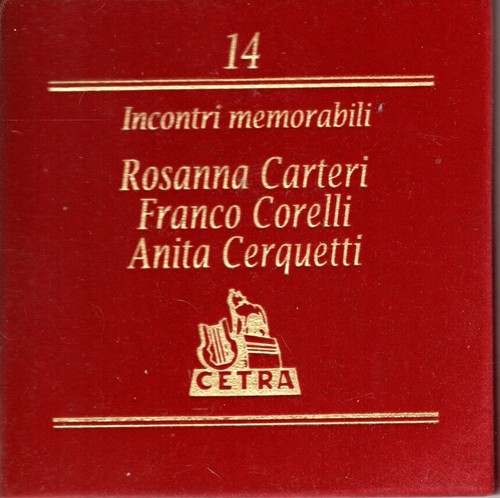 14
Incontri memorabili
Rosanna Carteri
Franco Corelli
Anita Cerquetti
CETRA